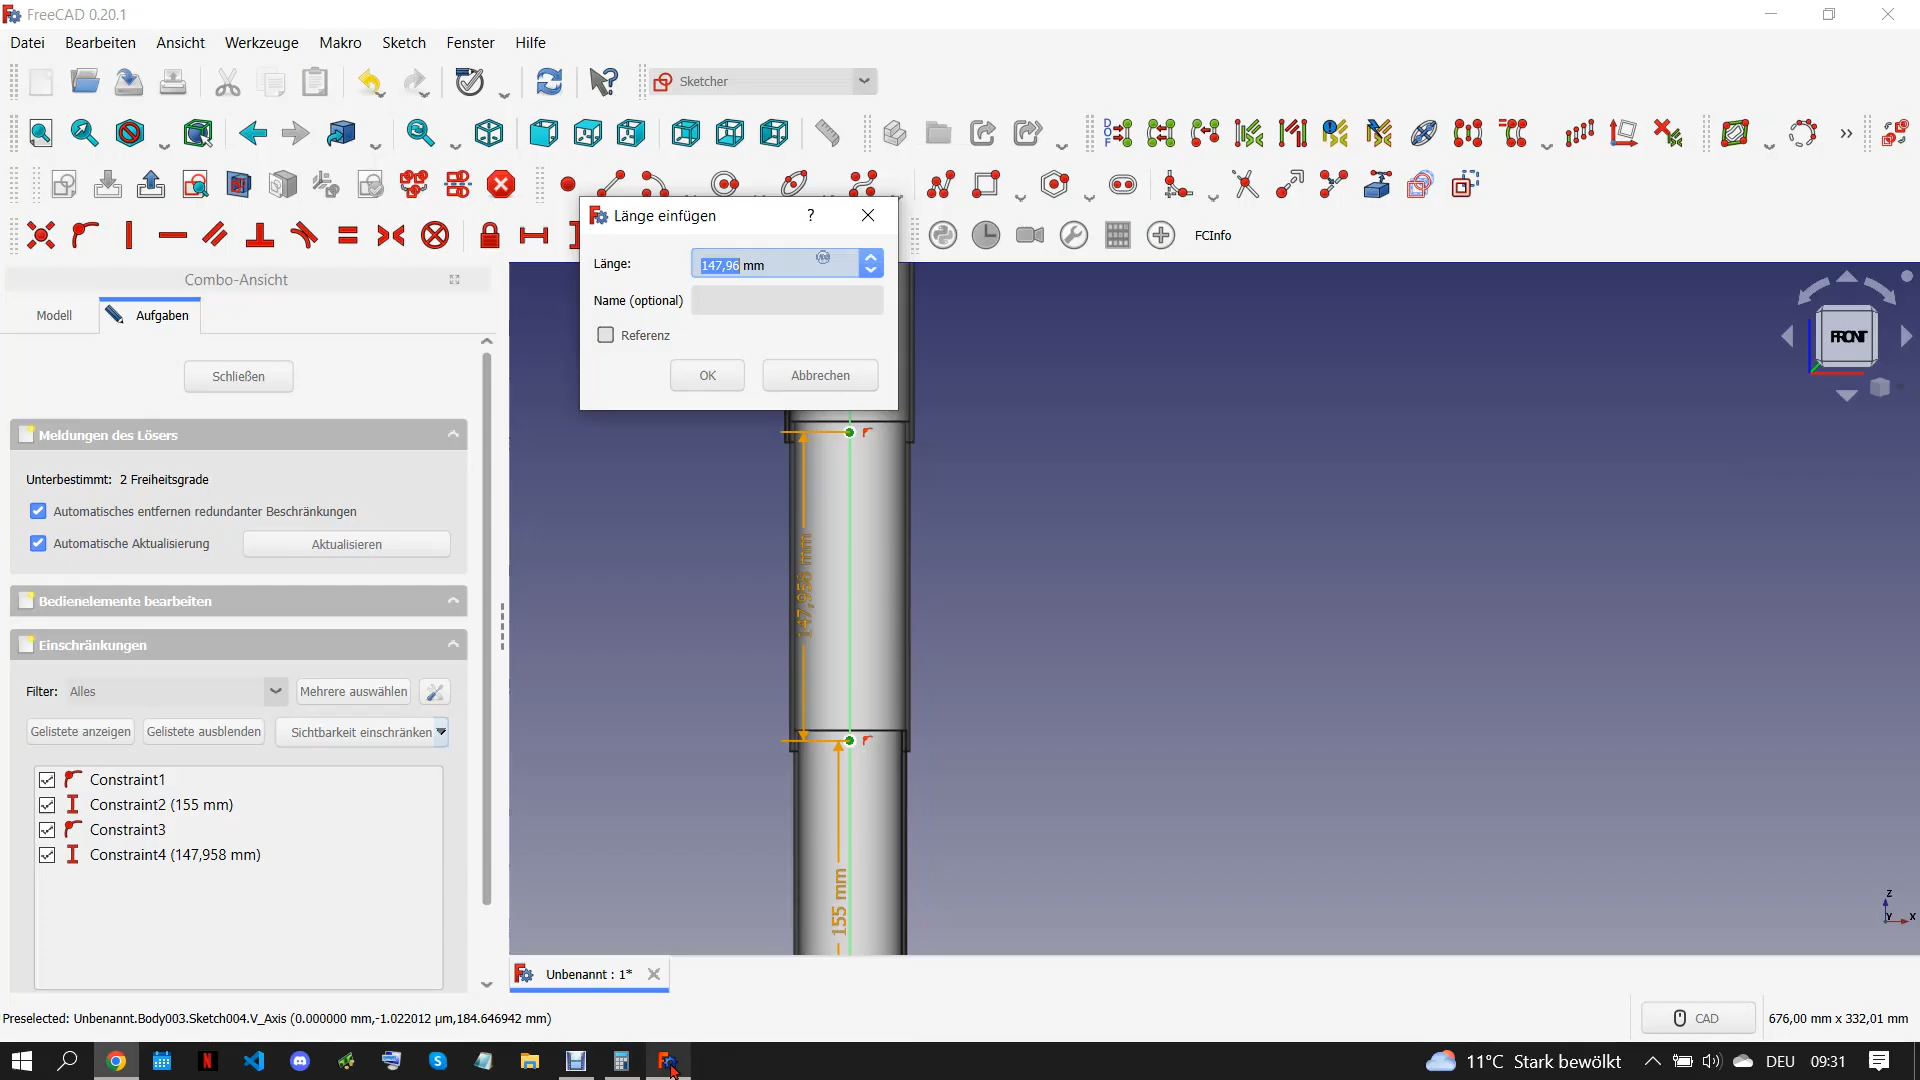 FreeCAD 0.20.1
Datei Bearbeiten Ansicht Werkzeuge Makro Sketch Fenster Hilfe
Sketcher
DOF
FCInfo
Länge einfügen ?
Länge: 147,96 mm
Name (optional)
Referenz
OK Abbrechen
Combo-Ansicht
Modell Aufgaben
Schließen
Meldungen des Lösers
Unterbestimmt: 2 Freiheitsgrade
Automatisches entfernen redundanter Beschränkungen
Automatische Aktualisierung Aktualisieren
Bedienelemente bearbeiten
Einschränkungen
Filter: Alles Mehrere auswählen
Gelistete anzeigen Gelistete ausblenden Sichtbarkeit einschränken
Constraint1
Constraint2 (155 mm)
Constraint3
Constraint4 (147,958 mm)
147,958 mm
155 mm
FRONT
Z
Y X
Unbenannt : 1*
Preselected: Unbenannt.Body003.Sketch004.V_Axis (0.000000 mm,-1.022012 µm,184.646942 mm)
CAD 676,00 mm x 332,01 mm
11°C Stark bewölkt DEU 09:31